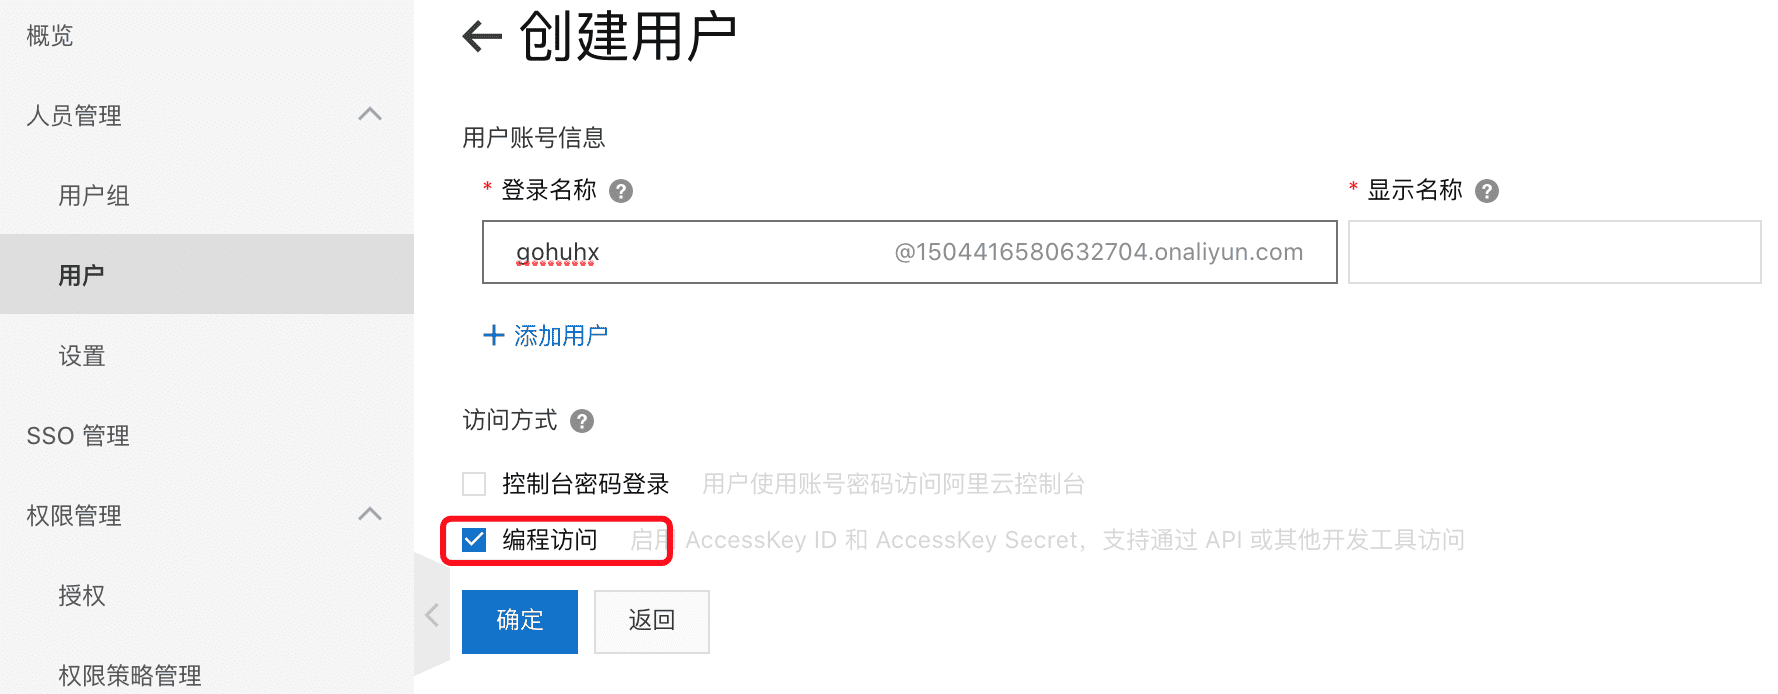 概览
人员管理
用户组
用户
设置
SSO 管理
权限管理
授权
权限策略管理
创建用户
用户账号信息
* 登录名称 ?
* 显示名称 ?
gohuhx @1504416580632704.onaliyun.com
+ 添加用户
访问方式 ?
控制台密码登录 用户使用账号密码访问阿里云控制台
编程访问 启用 AccessKey ID 和 AccessKey Secret，支持通过 API 或其他开发工具访问
确定 返回